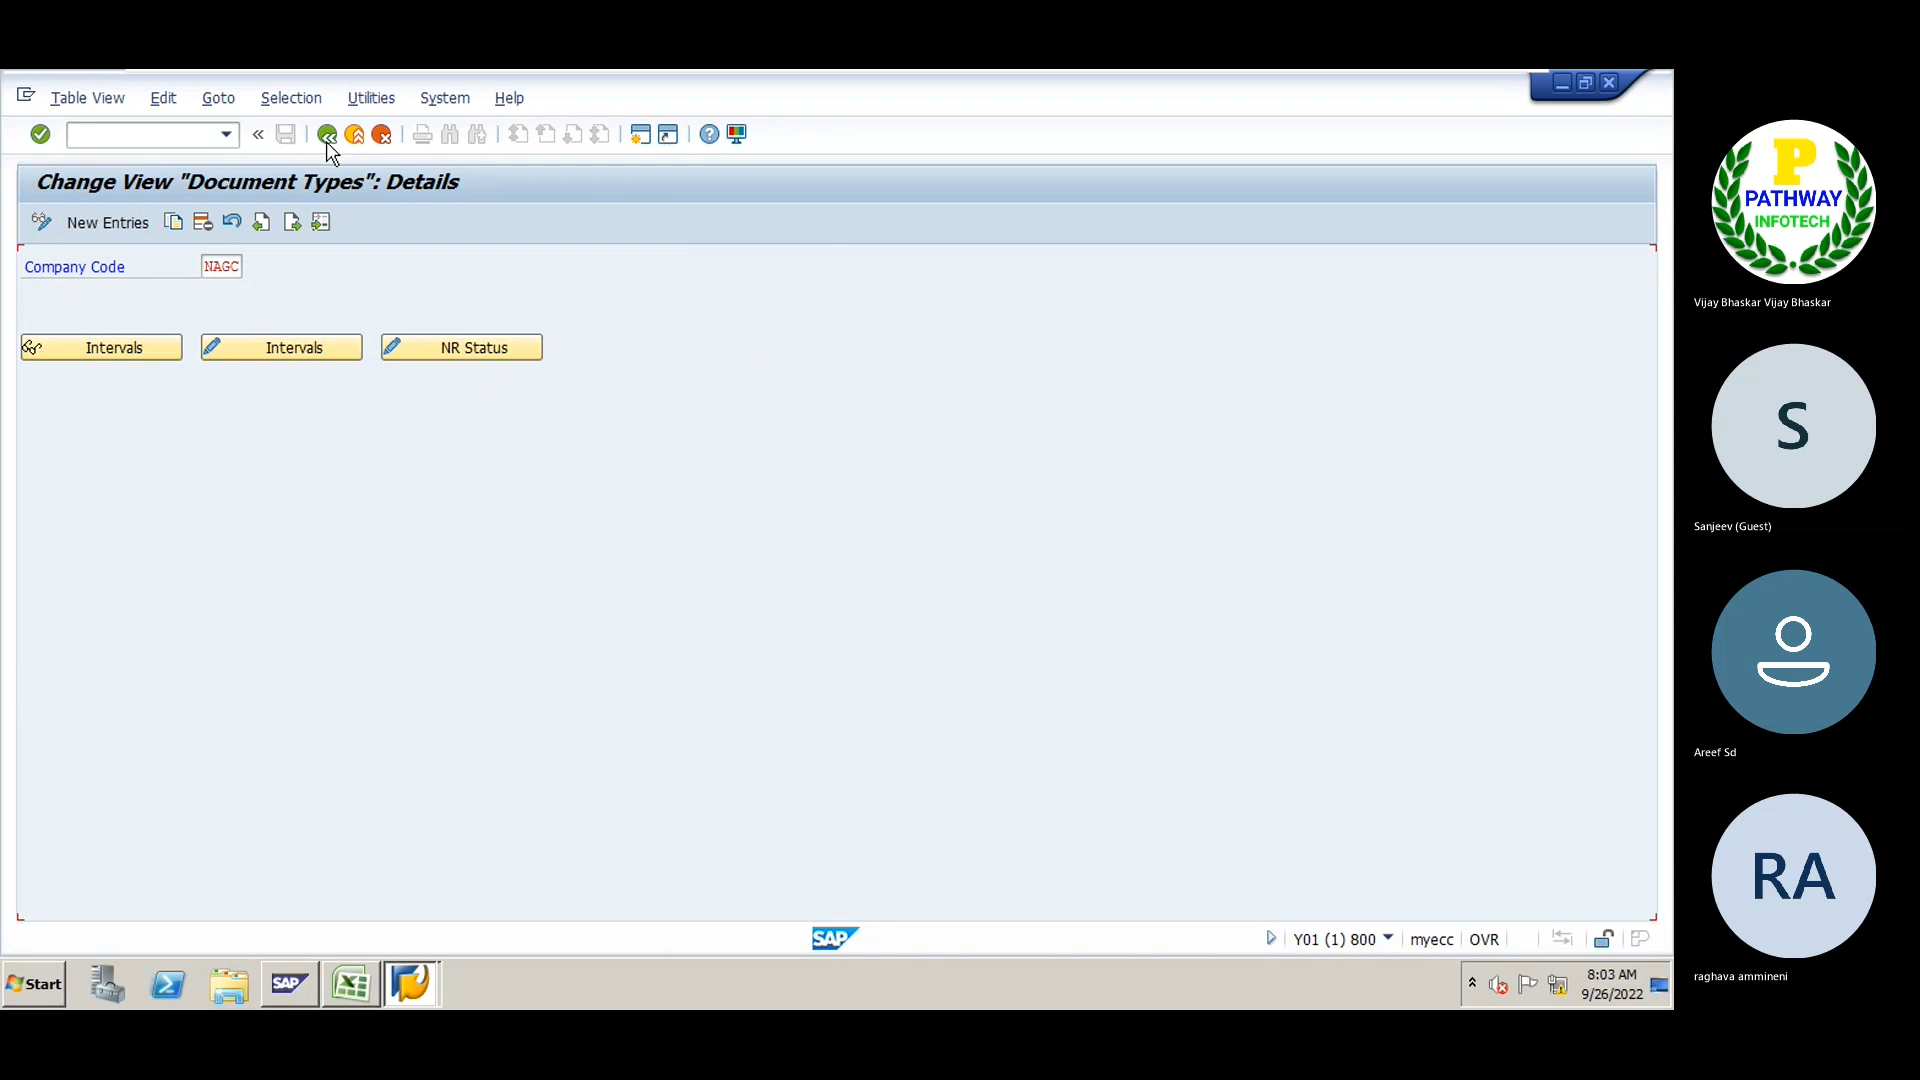 Table View Edit Goto Selection Utilities System Help
Change View "Document Types": Details
New Entries
Company Code NAGC
Intervals Intervals NR Status
SAP
Y01 (1) 800 myecc OVR
Start
SAP
8:03 AM
9/26/2022
P
PATHWAY
INFOTECH
Vijay Bhaskar Vijay Bhaskar
S
Sanjeev (Guest)
Areef Sd
RA
raghava ammineni